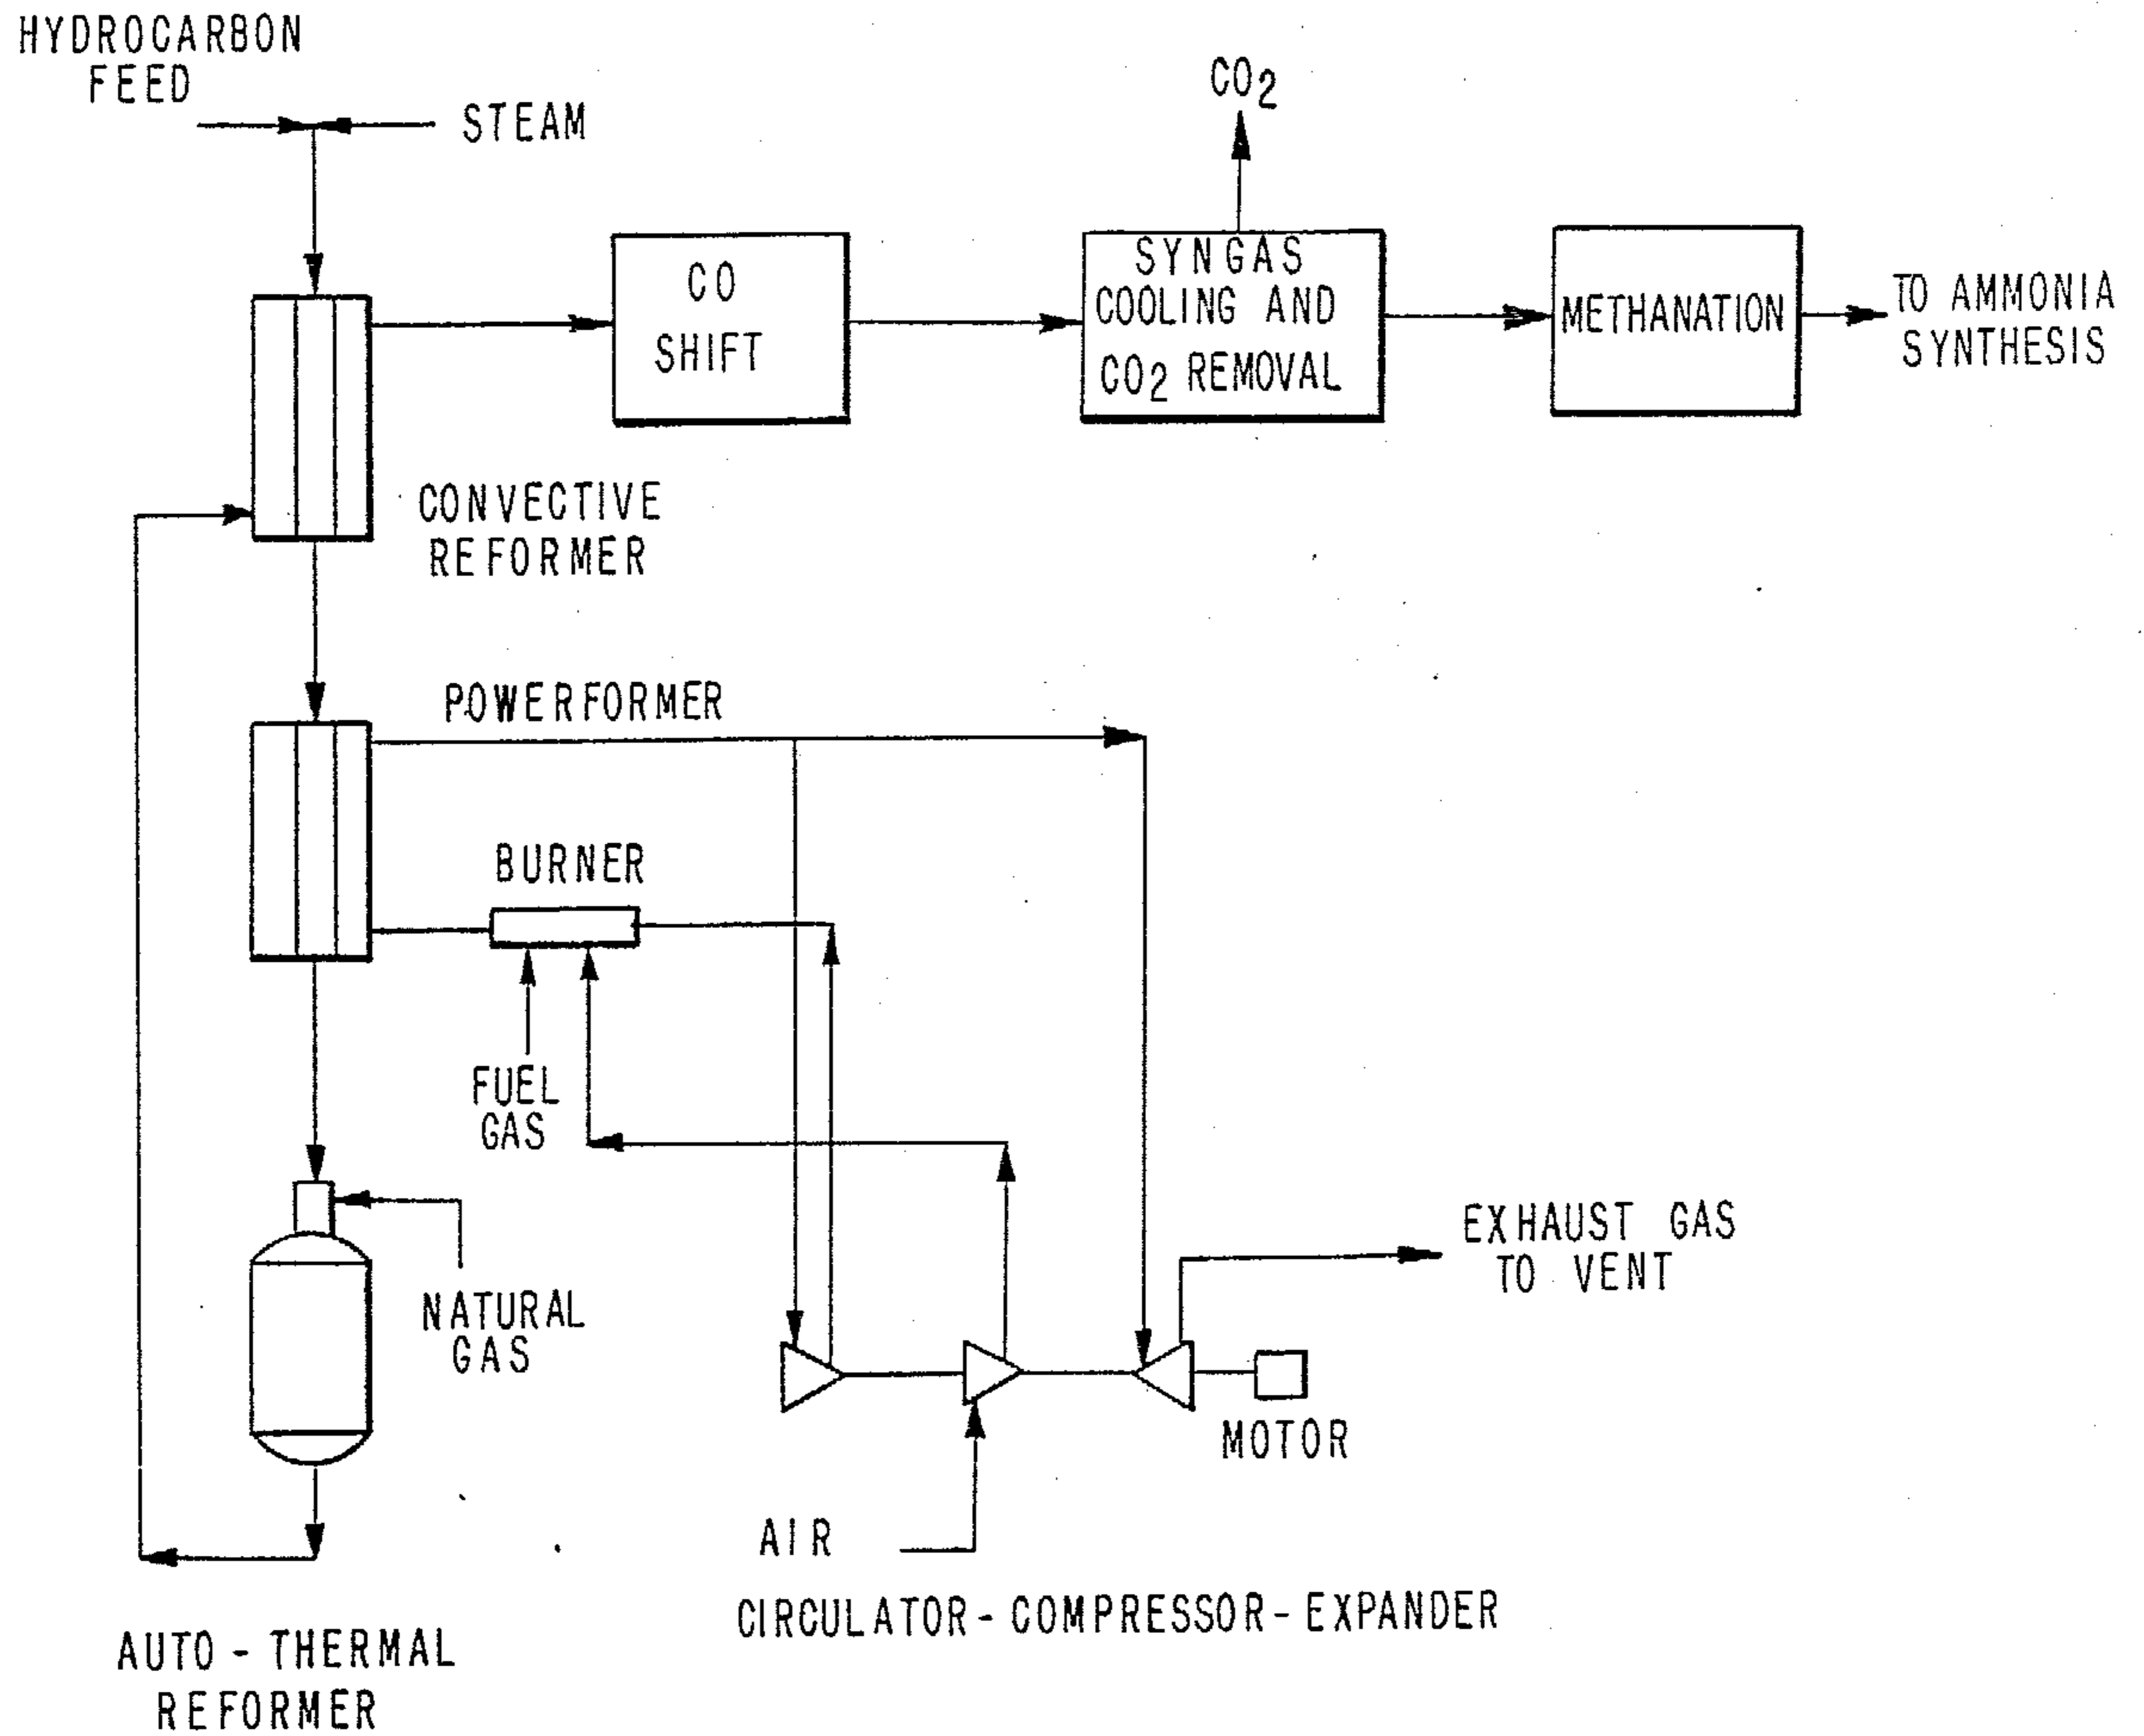 HYDROCARBON
FEED
STEAM
CO2
CO
SHIFT
SYNGAS
COOLING AND
CO2 REMOVAL
METHANATION
TO AMMONIA
SYNTHESIS
CONVECTIVE
REFORMER
POWERFORMER
BURNER
FUEL
GAS
NATURAL
GAS
EXHAUST GAS
TO VENT
MOTOR
AIR
CIRCULATOR-COMPRESSOR-EXPANDER
AUTO-THERMAL
REFORMER